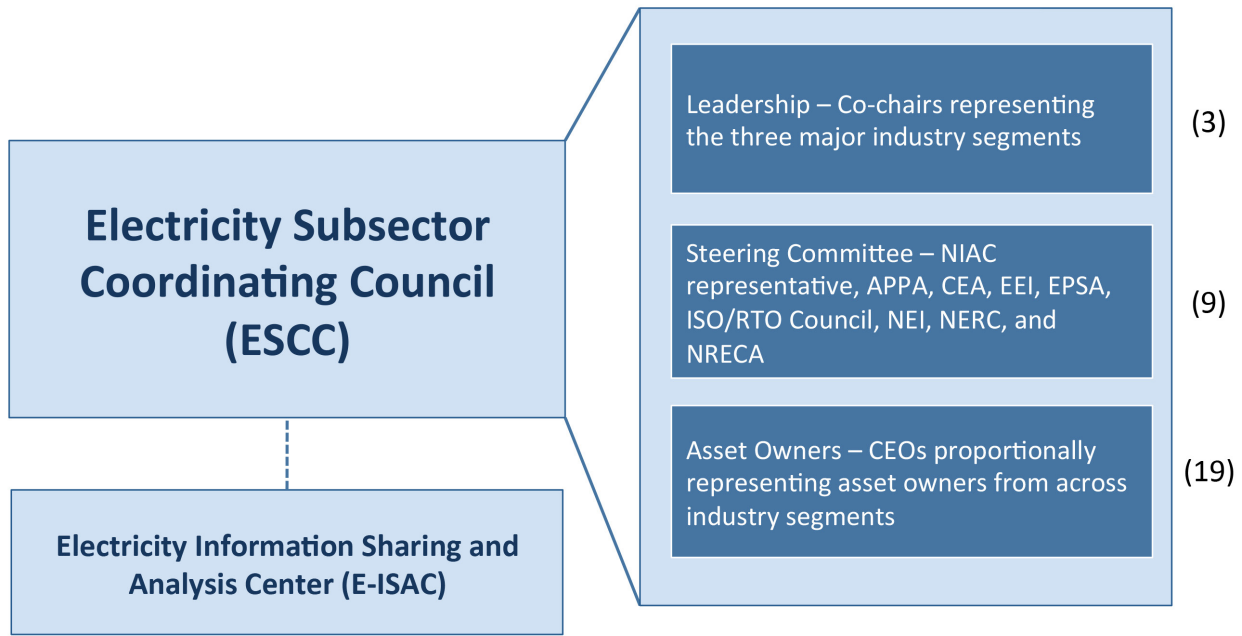 Electricity Subsector
Coordinating Council
(ESCC)
Electricity Information Sharing and
Analysis Center (E-ISAC)
Leadership – Co-chairs representing
the three major industry segments
(3)
Steering Committee – NIAC
representative, APPA, CEA, EEI, EPSA,
ISO/RTO Council, NEI, NERC, and
NRECA
(9)
Asset Owners – CEOs proportionally
representing asset owners from across
industry segments
(19)